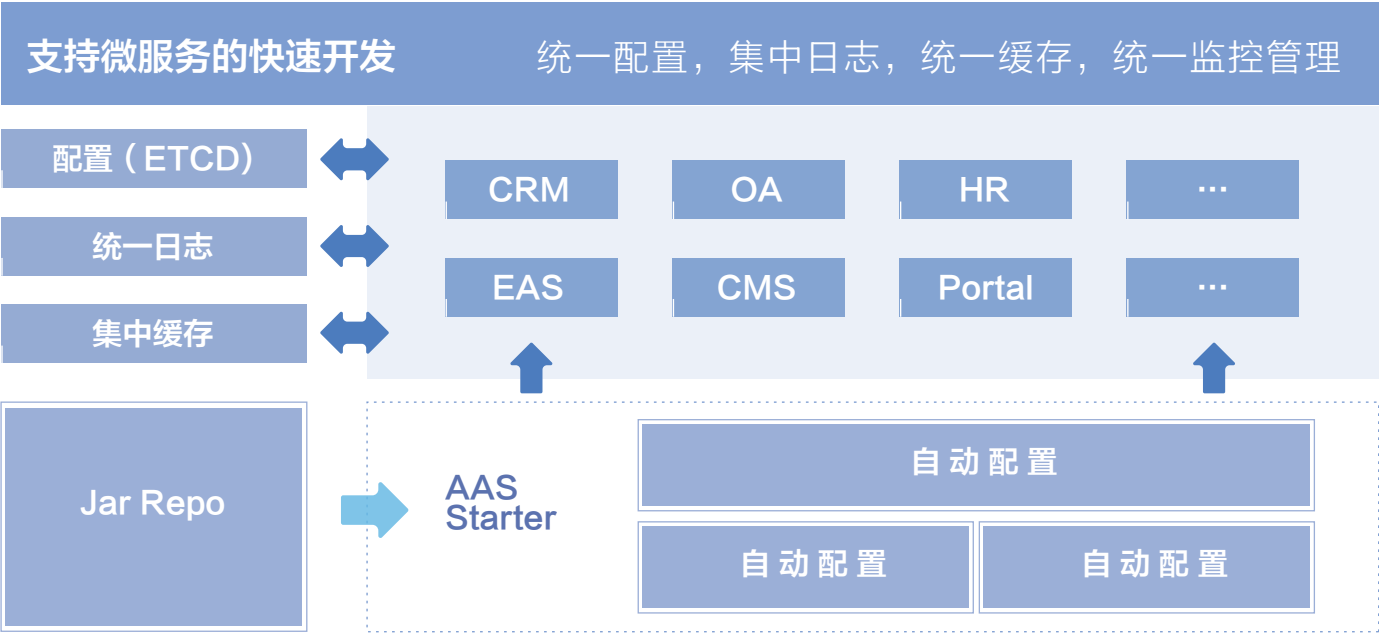 支持微服务的快速开发
统一配置，集中日志，统一缓存，统一监控管理
配置（ETCD）
统一日志
集中缓存
CRM
OA
HR
…
EAS
CMS
Portal
…
Jar Repo
AAS
Starter
自动配置
自动配置
自动配置